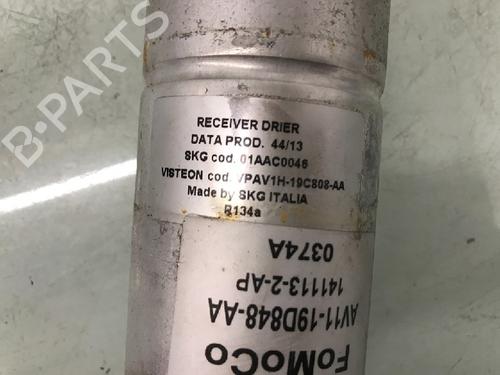 RECEIVER DRIER
DATA PROD. 44/13
SKG cod. 01AAC0046
VISTEON cod. VPAV1H-19C808-AA
Made by SKG ITALIA
R134a
FoMoCo
AV11-19D848-AA
141113-2-AP
0374A
B-PARTS